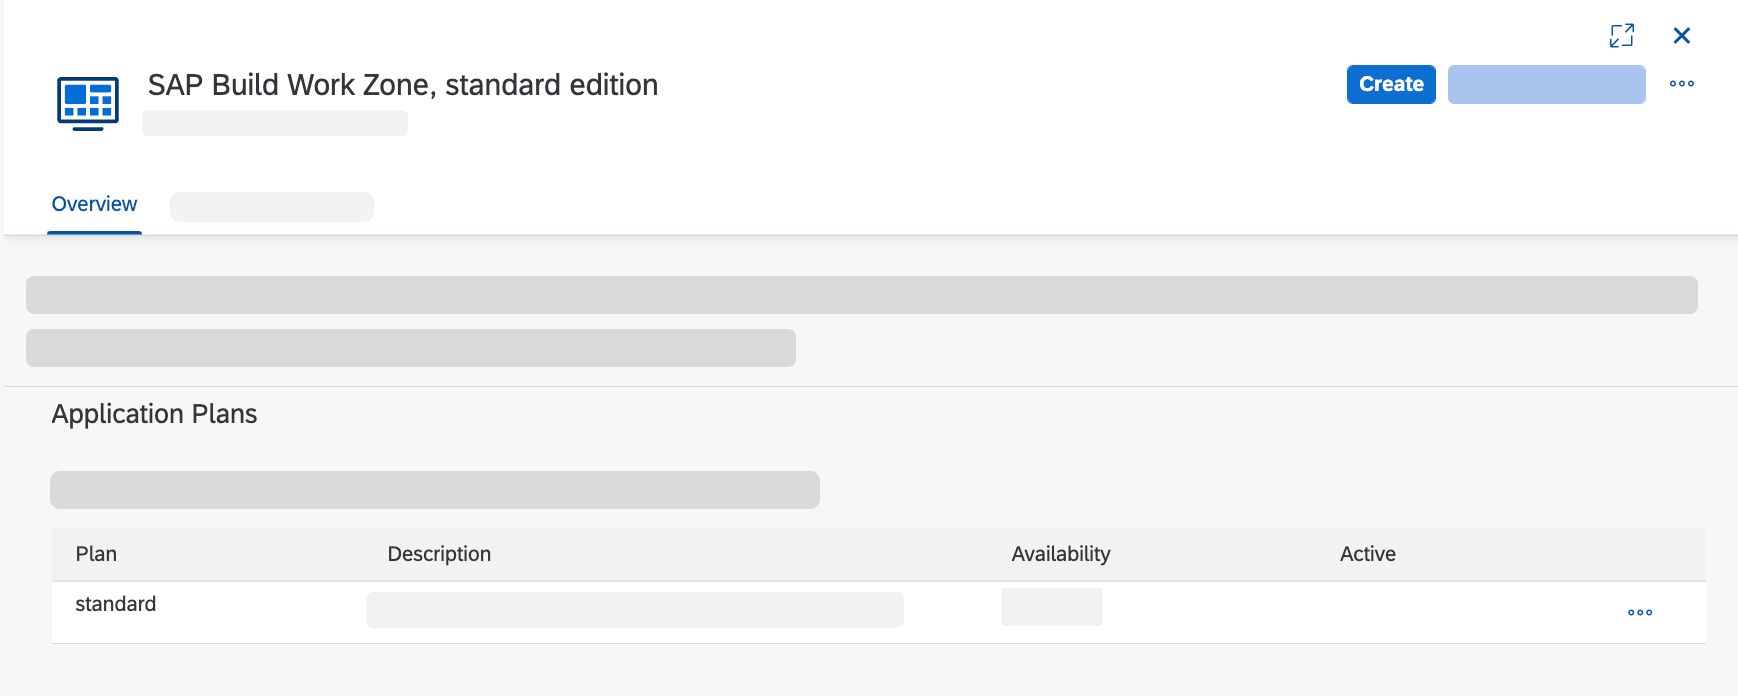 SAP Build Work Zone, standard edition
Create
Overview
Application Plans
Plan Description Availability Active
standard